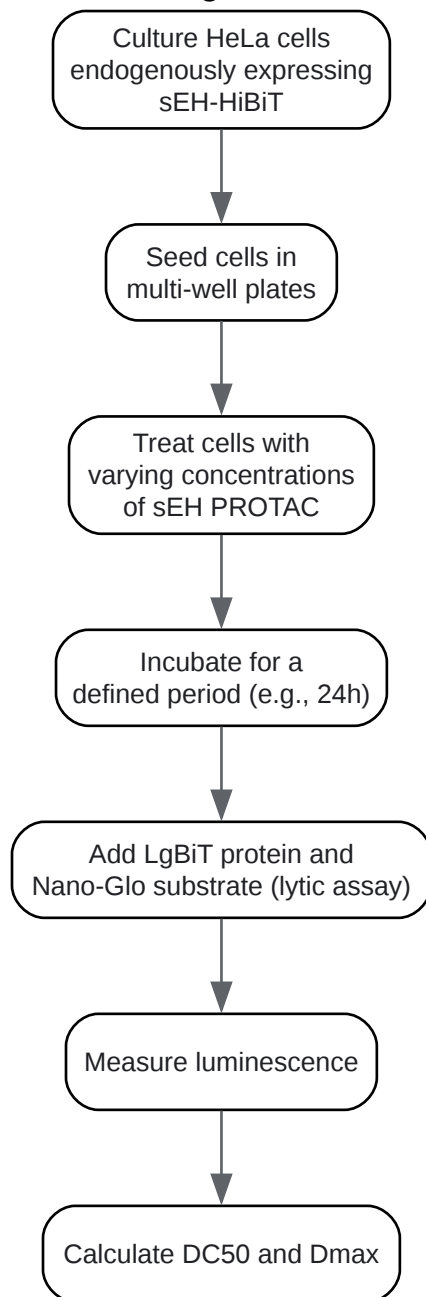 Culture HeLa cells
endogenously expressing
sEH-HiBiT
Seed cells in
multi-well plates
Treat cells with
varying concentrations
of sEH PROTAC
Incubate for a
defined period (e.g., 24h)
Add LgBiT protein and
Nano-Glo substrate (lytic assay)
Measure luminescence
Calculate DC50 and Dmax